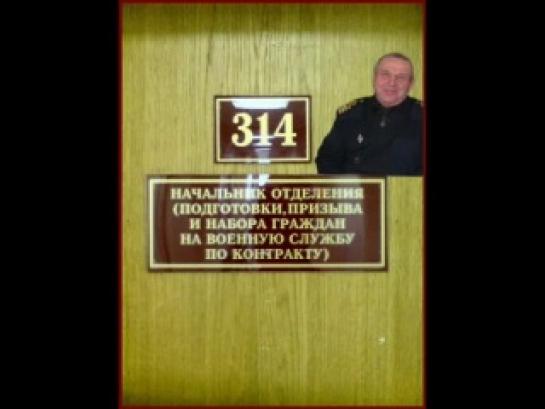 314
НАЧАЛЬНИК ОТДЕЛЕНИЯ
(ПОДГОТОВКИ, ПРИЗЫВА
И НАБОРА ГРАЖДАН
НА ВОЕННУЮ СЛУЖБУ
ПО КОНТРАКТУ)